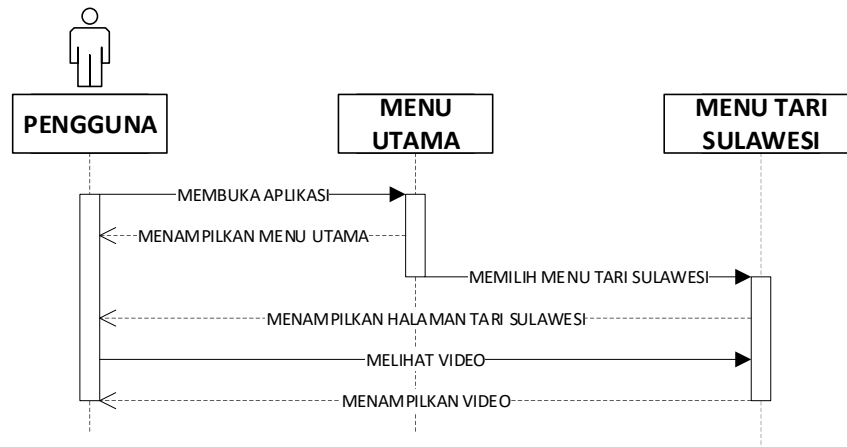 PENGGUNA
MENU
UTAMA
MENU TARI
SULAWESI
MEMBUKA APLIKASI
MENAMPILKAN MENU UTAMA
MEMILIH MENU TARI SULAWESI
MENAMPILKAN HALAMAN TARI SULAWESI
MELIHAT VIDEO
MENAMPILKAN VIDEO